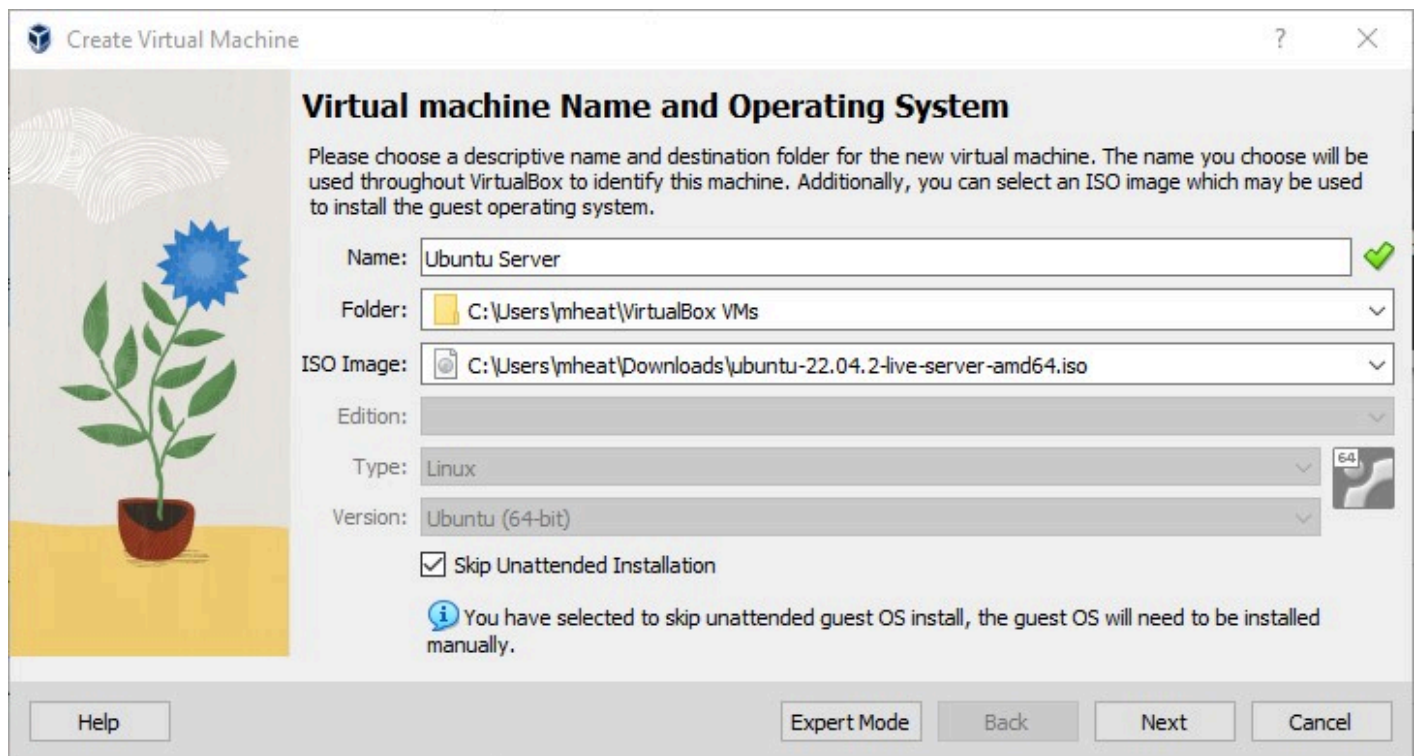 Create Virtual Machine
?
Virtual machine Name and Operating System
Please choose a descriptive name and destination folder for the new virtual machine. The name you choose will be
used throughout VirtualBox to identify this machine. Additionally, you can select an ISO image which may be used
to install the guest operating system.
Name: Ubuntu Server
Folder: C:\Users\mheat\VirtualBox VMs
ISO Image: C:\Users\mheat\Downloads\ubuntu-22.04.2-live-server-amd64.iso
Edition:
Type: Linux
64
Version: Ubuntu (64-bit)
Skip Unattended Installation
You have selected to skip unattended guest OS install, the guest OS will need to be installed
manually.
Help Expert Mode Back Next Cancel